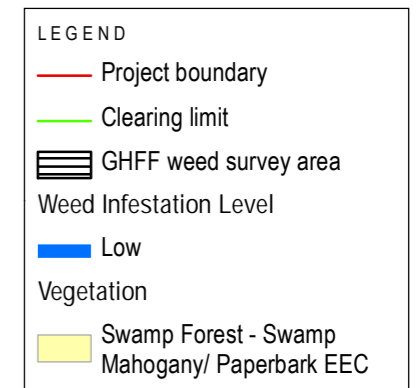 LEGEND
Project boundary
Clearing limit
GHFF weed survey area
Weed Infestation Level
Low
Vegetation
Swamp Forest - Swamp
Mahogany/ Paperbark EEC